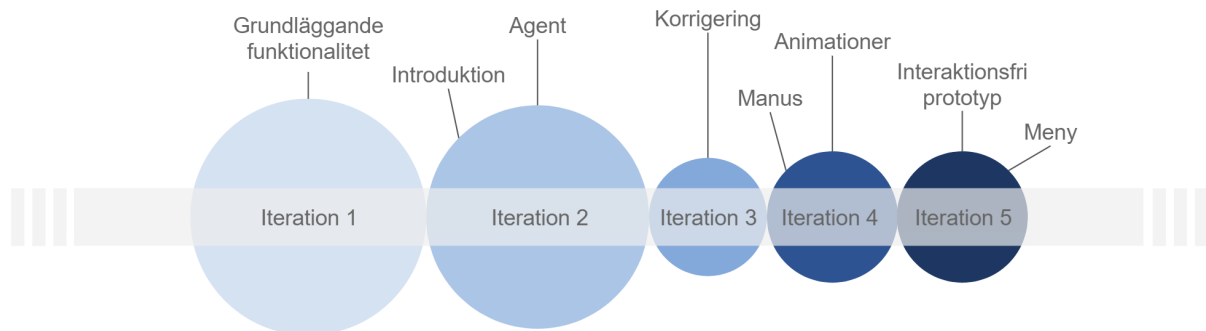 Grundläggande
funktionalitet
Introduktion
Agent
Korrigering
Manus
Animationer
Interaktionsfri
prototyp
Meny
Iteration 1
Iteration 2
Iteration 3
Iteration 4
Iteration 5